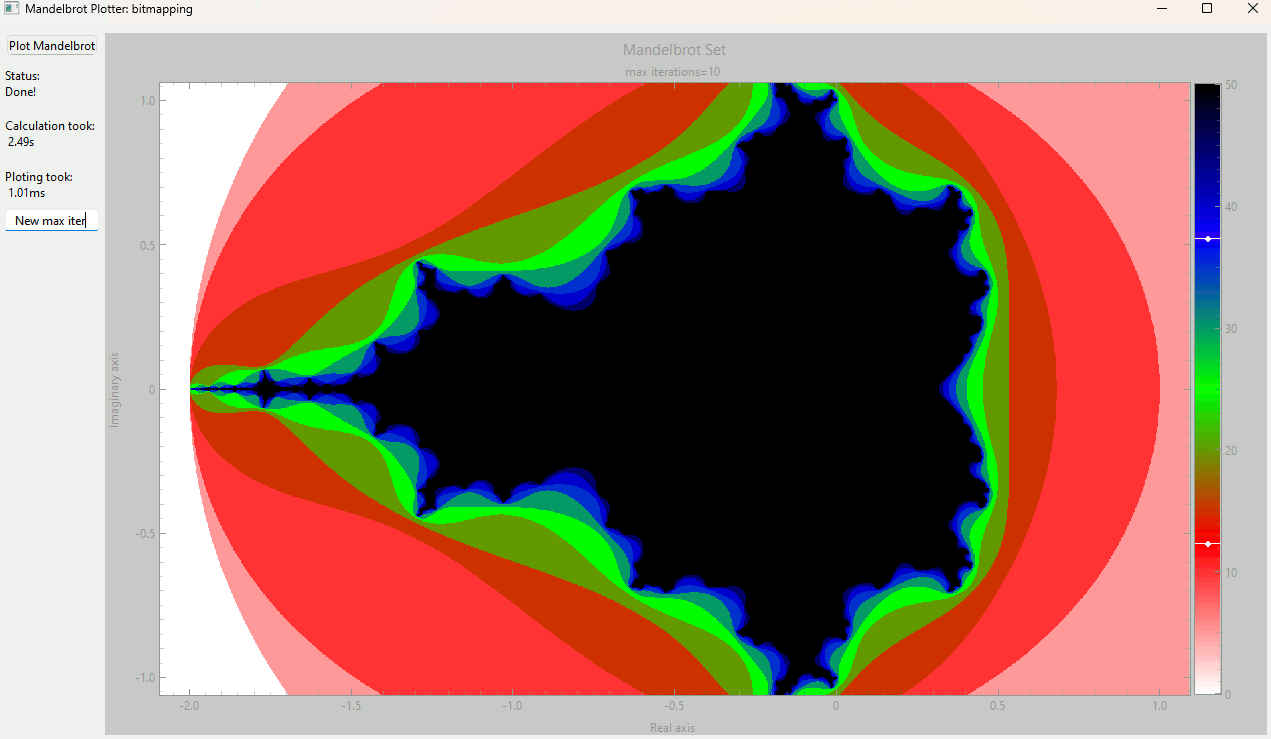 Mandelbrot Plotter: bitmapping
Plot Mandelbrot
Status:
Done!
Calculation took:
2.49s
Ploting took:
1.01ms
New max iter
Mandelbrot Set
max iterations=10
Imaginary axis
1.0
0.5
0
-0.5
-1.0
-2.0
-1.5
-1.0
-0.5
0
0.5
1.0
Real axis
50
40
30
20
10
0